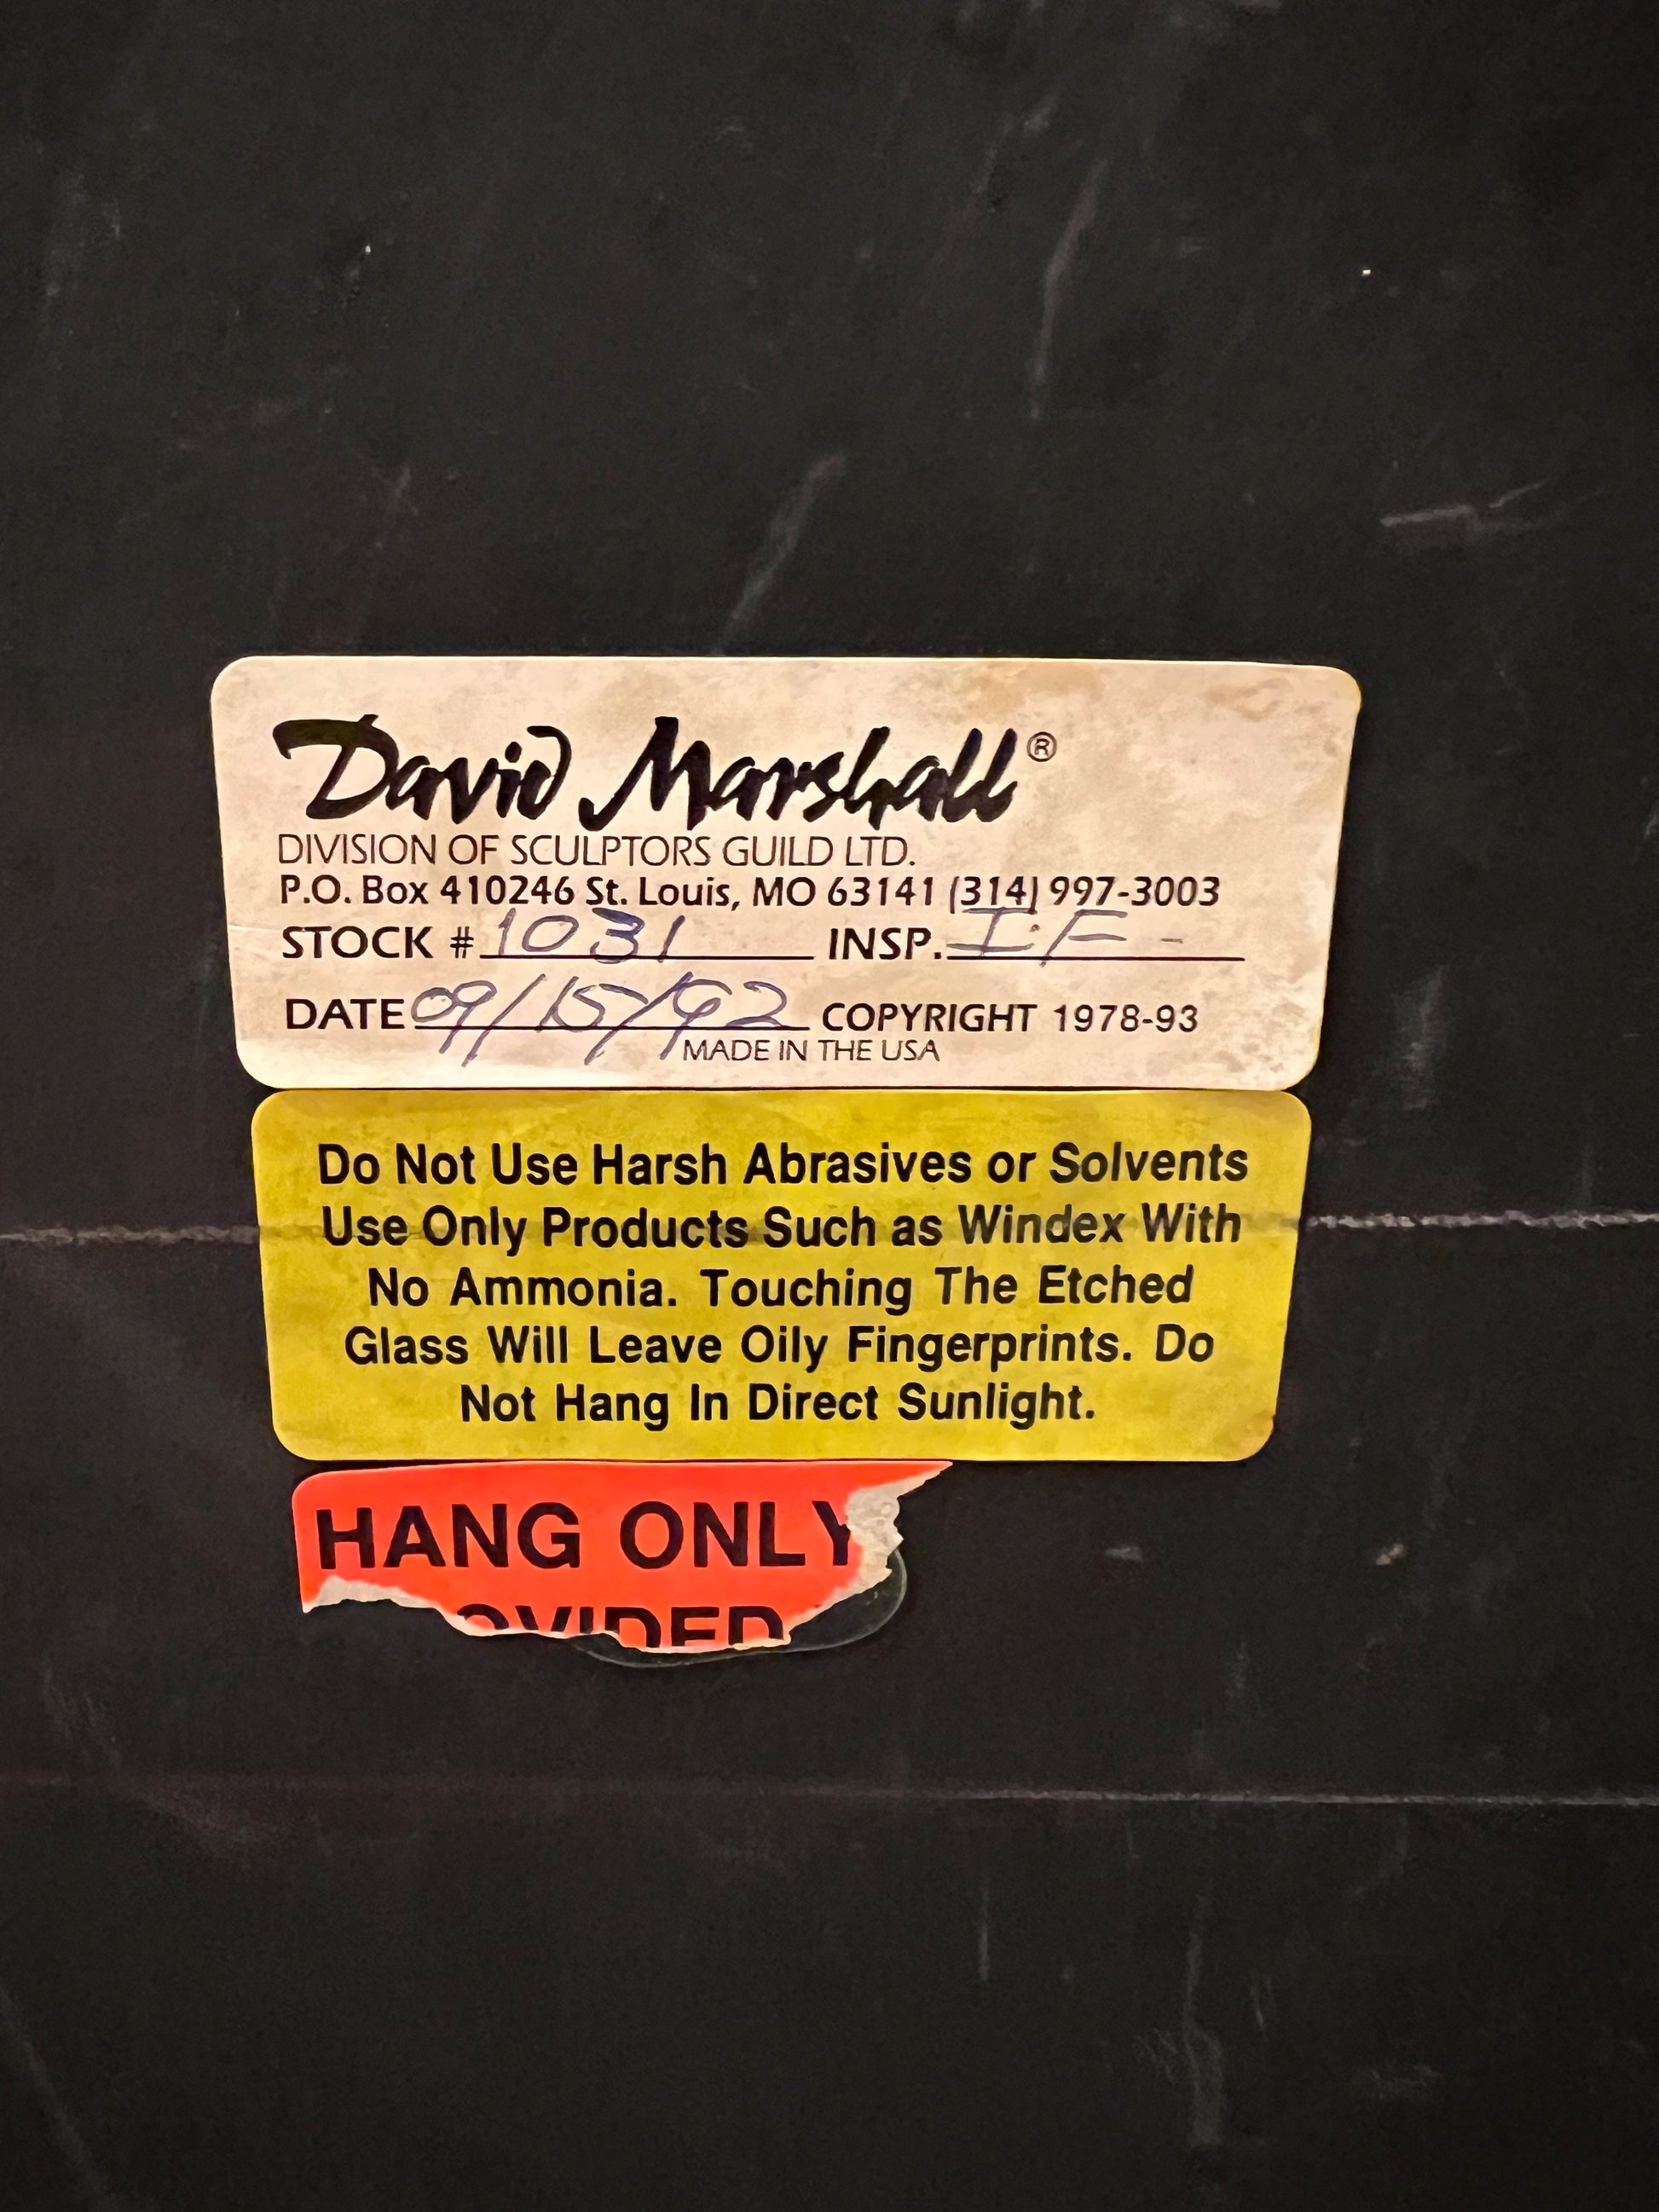 David Marshall®
DIVISION OF SCULPTORS GUILD LTD.
P.O. Box 410246 St. Louis, MO 63141 (314) 997-3003
STOCK # 1031 INSP. I.F -
DATE 09/15/92 COPYRIGHT 1978-93
MADE IN THE USA
Do Not Use Harsh Abrasives or Solvents
Use Only Products Such as Windex With
No Ammonia. Touching The Etched
Glass Will Leave Oily Fingerprints. Do
Not Hang In Direct Sunlight.
HANG ONLY
OVIDED